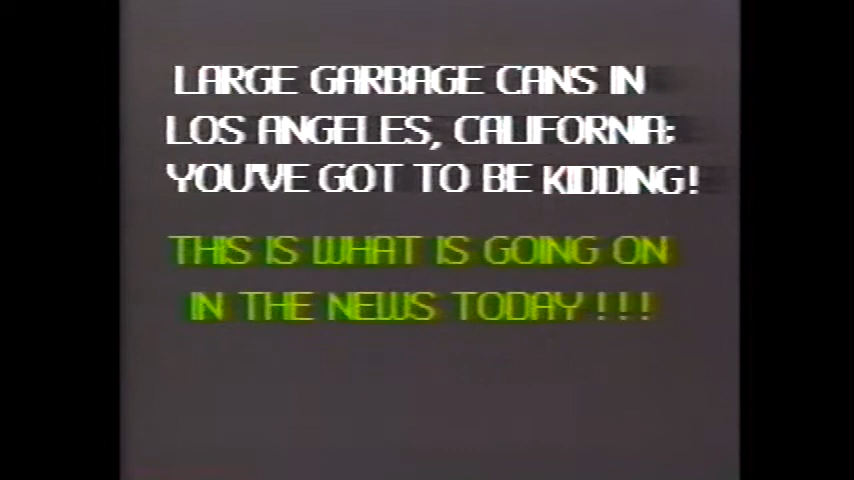 LARGE GARBAGE CANS IN
LOS ANGELES, CALIFORNIA;
YOU'VE GOT TO BE KIDDING!
THIS IS WHAT IS GOING ON
IN THE NEWS TODAY!!!